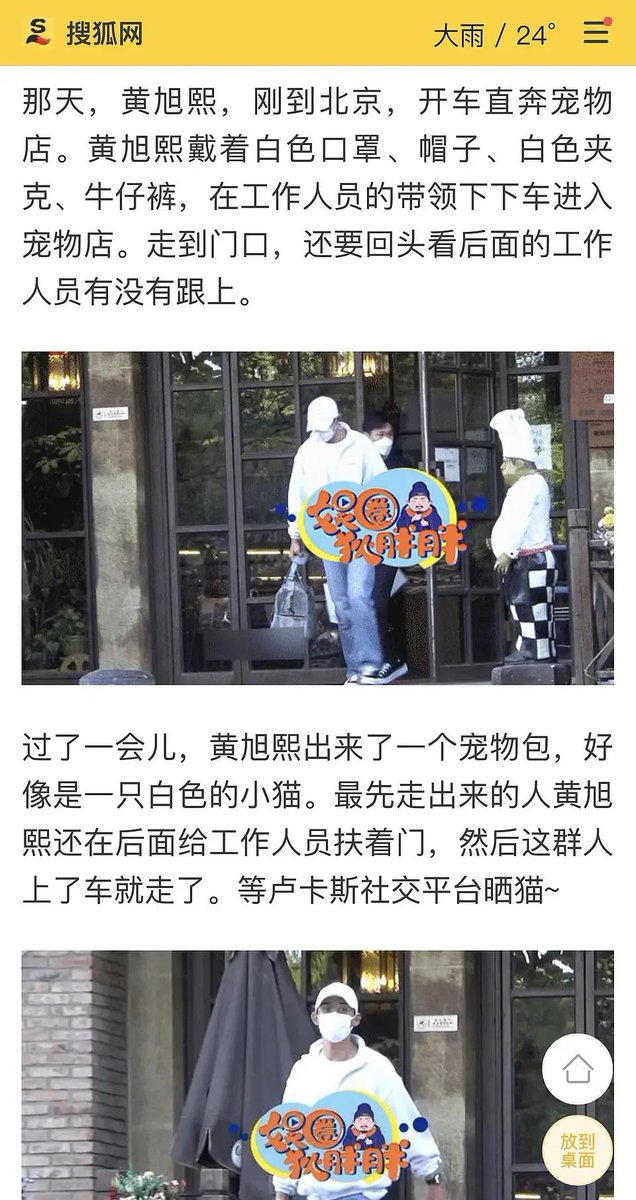 搜狐网
大雨 / 24°
那天，黄旭熙，刚到北京，开车直奔宠物
店。黄旭熙戴着白色口罩、帽子、白色夹
克、牛仔裤，在工作人员的带领下下车进入
宠物店。走到门口，还要回头看后面的工作
人员有没有跟上。
娱圈
狐胖胖
过了一会儿，黄旭熙出来了一个宠物包，好
像是一只白色的小猫。最先走出来的人黄旭
熙还在后面给工作人员扶着门，然后这群人
上了车就走了。等卢卡斯社交平台晒猫~
娱圈
狐胖胖
放到
桌面